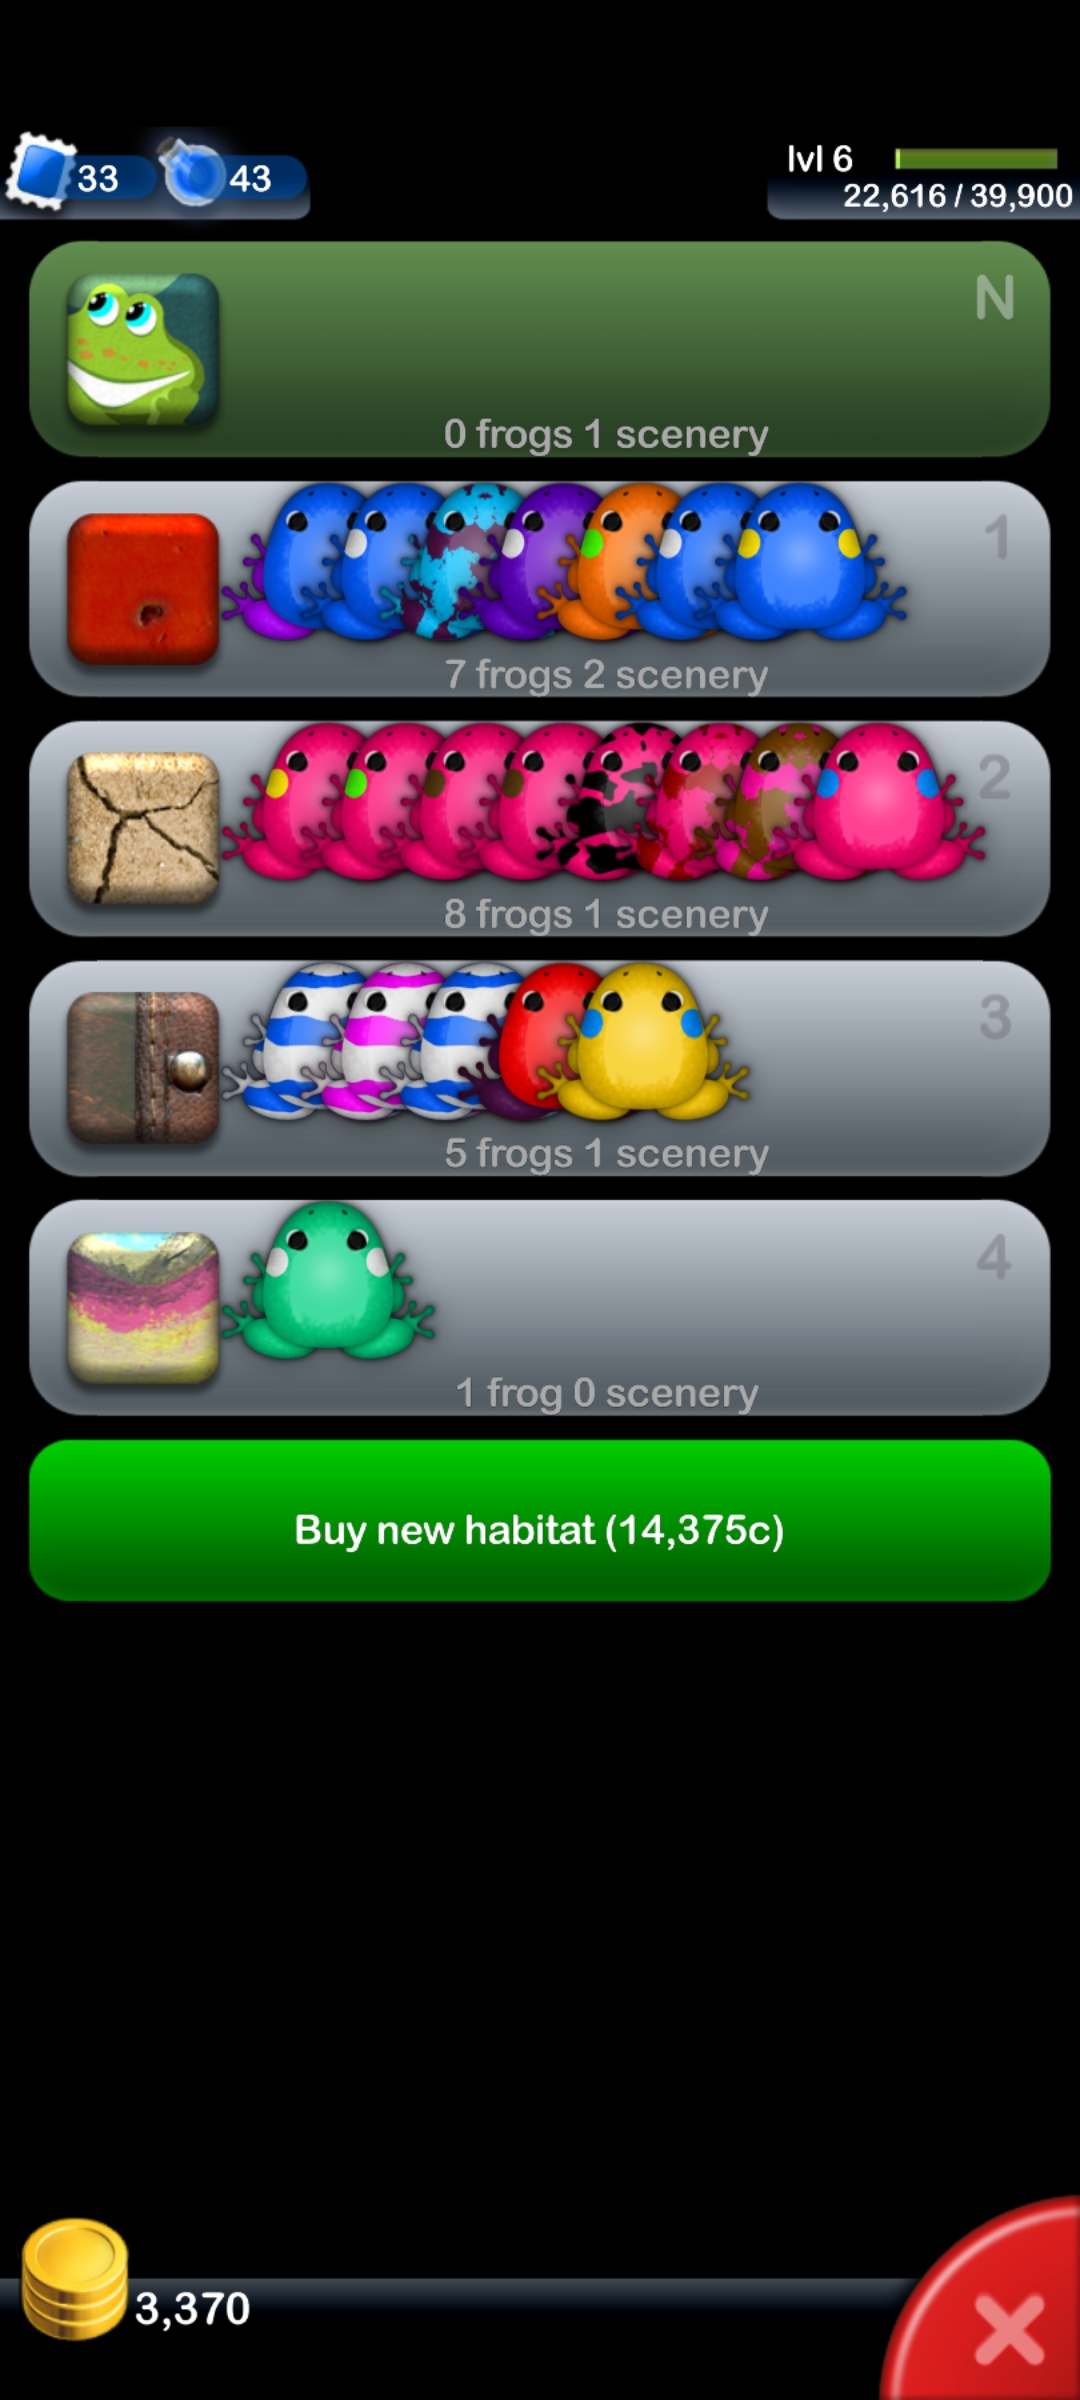 33
43
lvl 6
22,616 / 39,900
N
0 frogs 1 scenery
1
7 frogs 2 scenery
2
8 frogs 1 scenery
3
5 frogs 1 scenery
4
1 frog 0 scenery
Buy new habitat (14,375c)
3,370